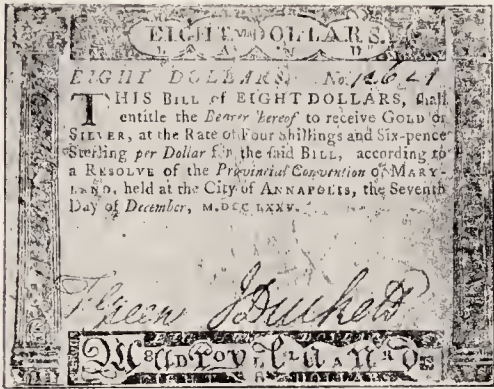 EIGHT DOLLARS.
EIGHT DOLLARS. No.
THIS BILL of EIGHT DOLLARS, shall
entitle the Bearer hereof to receive GOLD or
SILVER, at the Rate of Four Shillings and Six-pence
Sterling per Dollar for the said BILL, according to
a RESOLVE of the Provincial Convention of MARY-
LAND, held at the City of ANNAPOLIS, the Seventh
Day of December, M.DCC LXXV.
T Green J Duckett